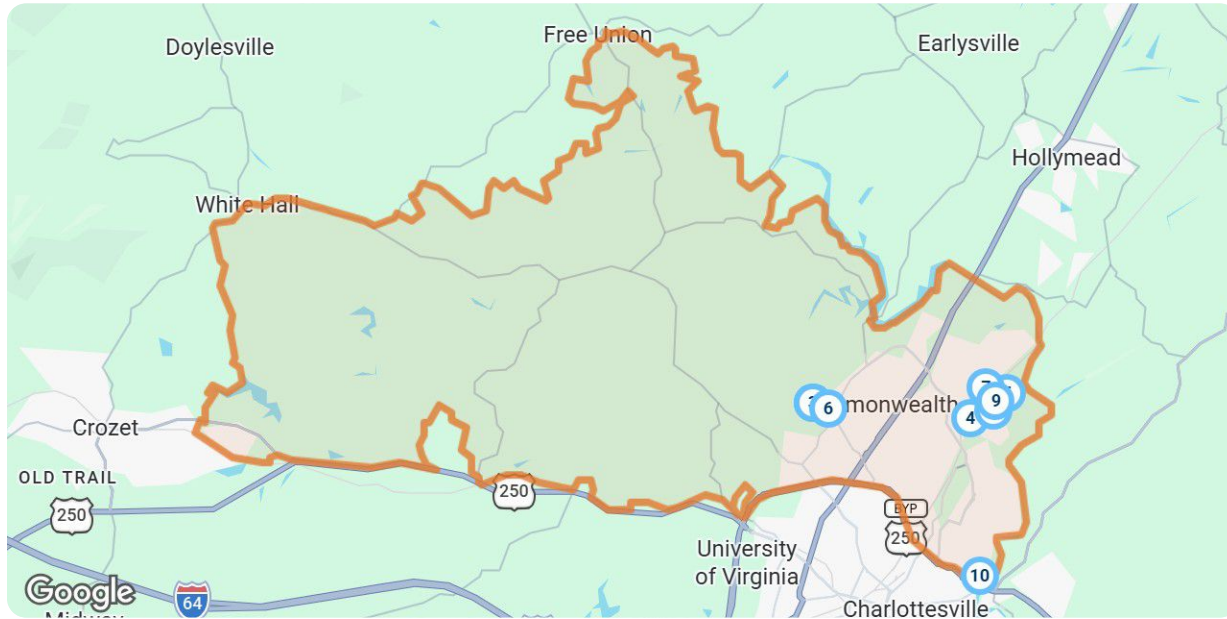 Doylesville
Free Union
Earlysville
Hollymead
White Hall
7
9
6
monwealth
4
Crozet
OLD TRAIL
250
250
BYP
250
University
of Virginia
10
Google
64
Charlottesville